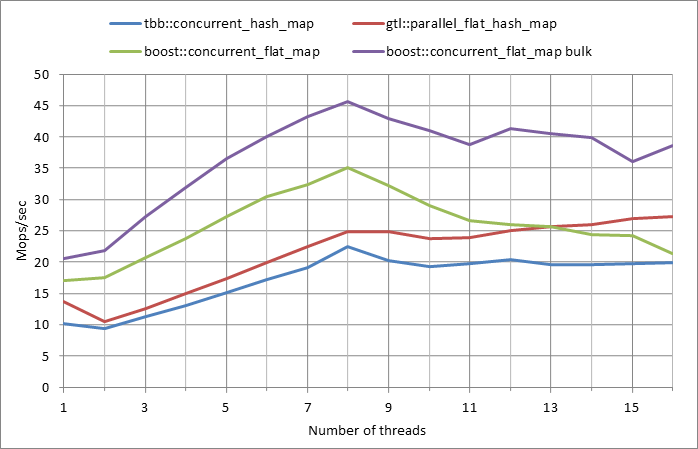 tbb::concurrent_hash_map gtl::parallel_flat_hash_map
boost::concurrent_flat_map boost::concurrent_flat_map bulk
50
45
40
35
30
25
20
15
10
5
0
Mops/sec
1 3 5 7 9 11 13 15
Number of threads